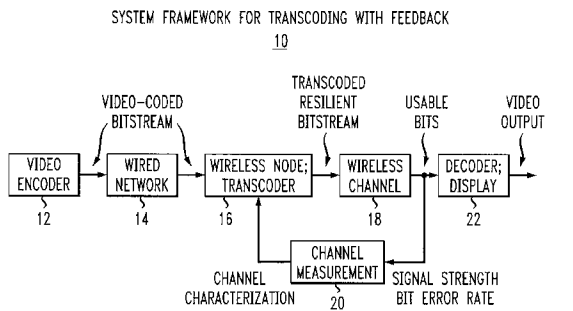 SYSTEM FRAMEWORK FOR TRANSCODING WITH FEEDBACK
10
VIDEO-CODED
BITSTREAM
TRANSCODED
RESILIENT
BITSTREAM
USABLE
BITS
VIDEO
OUTPUT
VIDEO
ENCODER
12
WIRED
NETWORK
14
WIRELESS NODE;
TRANSCODER
16
WIRELESS
CHANNEL
18
DECODER;
DISPLAY
22
CHANNEL
MEASUREMENT
20
CHANNEL
CHARACTERIZATION
SIGNAL STRENGTH
BIT ERROR RATE